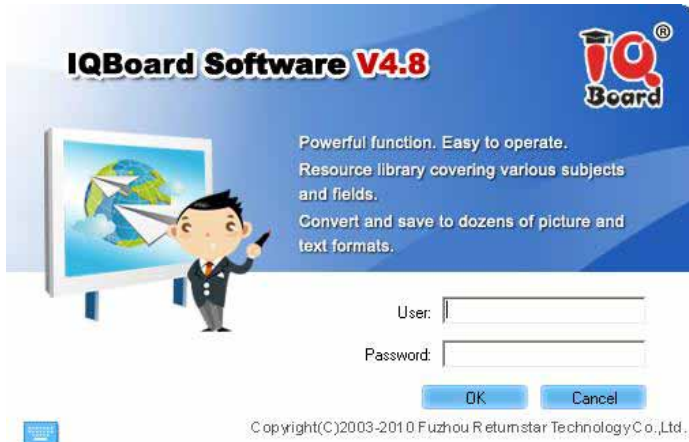 IQBoard Software V4.8
IQ
Board
®
Powerful function. Easy to operate.
Resource library covering various subjects
and fields.
Convert and save to dozens of picture and
text formats.
User:
Password:
OK Cancel
Copyright(C)2003-2010 Fuzhou Returnstar Technology Co.,Ltd.